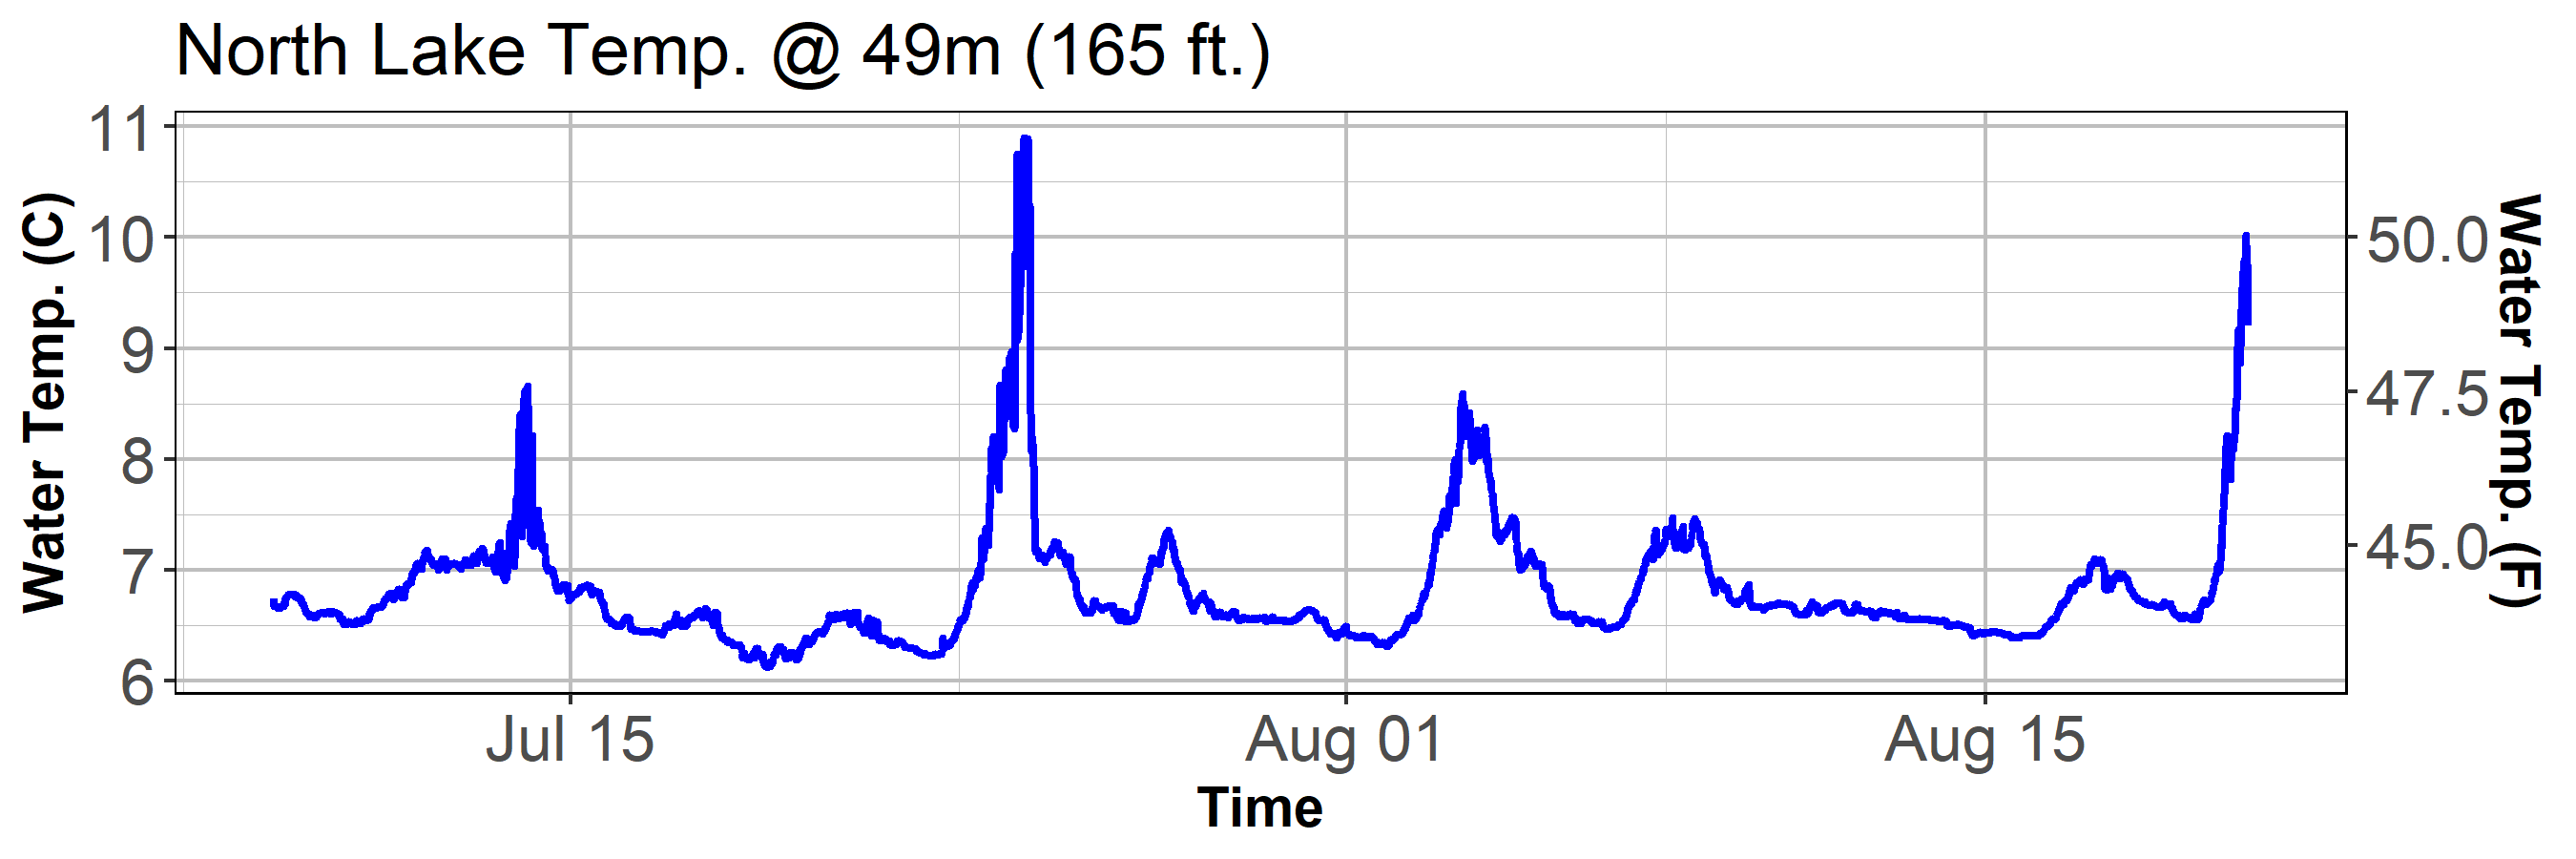 North Lake Temp. @ 49m (165 ft.)
Water Temp. (C)
11
10
9
8
7
6
50.0
47.5
45.0
Water Temp. (F)
Jul 15
Aug 01
Aug 15
Time